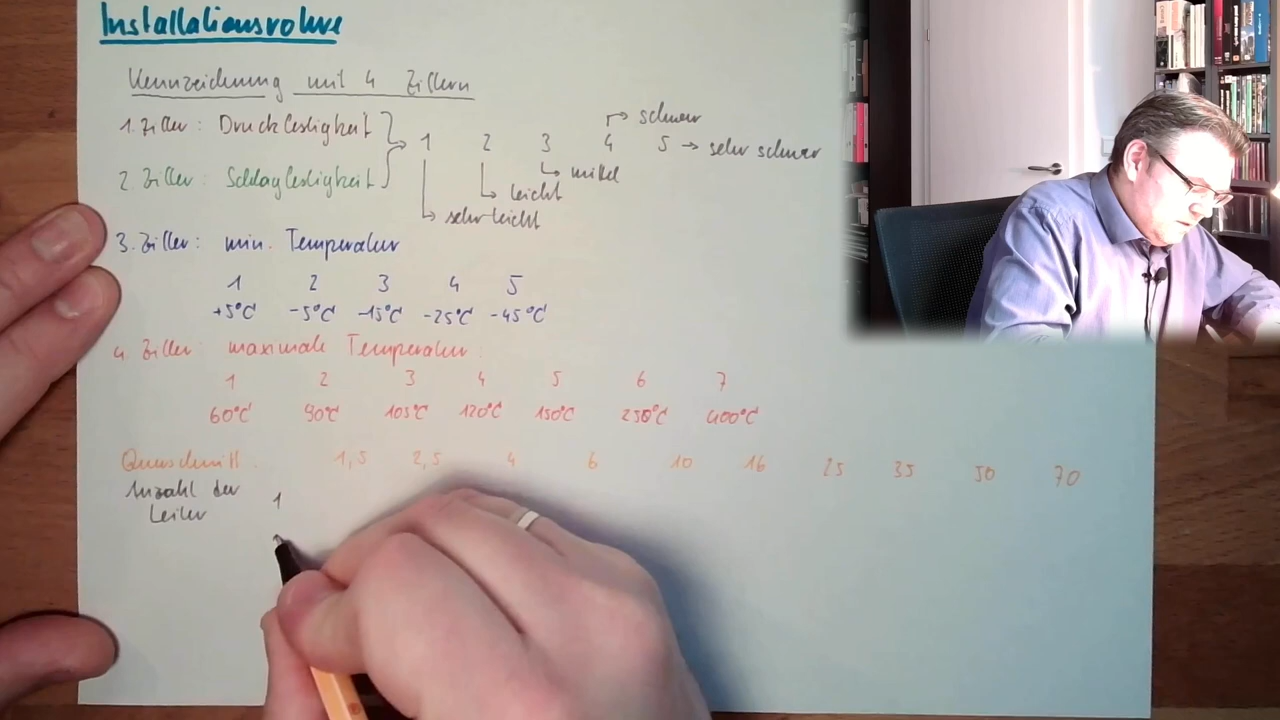 Installationsrohre
Kennzeichnung mit 4 Ziffern
1. Ziffer: Druckfestigkeit
2. Ziffer: Schlagfestigkeit
1 2 3 4 5 → sehr schwer
schwer
mittel
leicht
sehr leicht
3. Ziffer: min. Temperatur
1 2 3 4 5
+5°C -5°C -15°C -25°C -45°C
4. Ziffer: maximale Temperatur:
1 2 3 4 5 6 7
60°C 90°C 105°C 120°C 150°C 250°C 400°C
Querschnitt 1,5 2,5 4 6 10 16 25 35 50 70
Anzahl der
Leiter
1